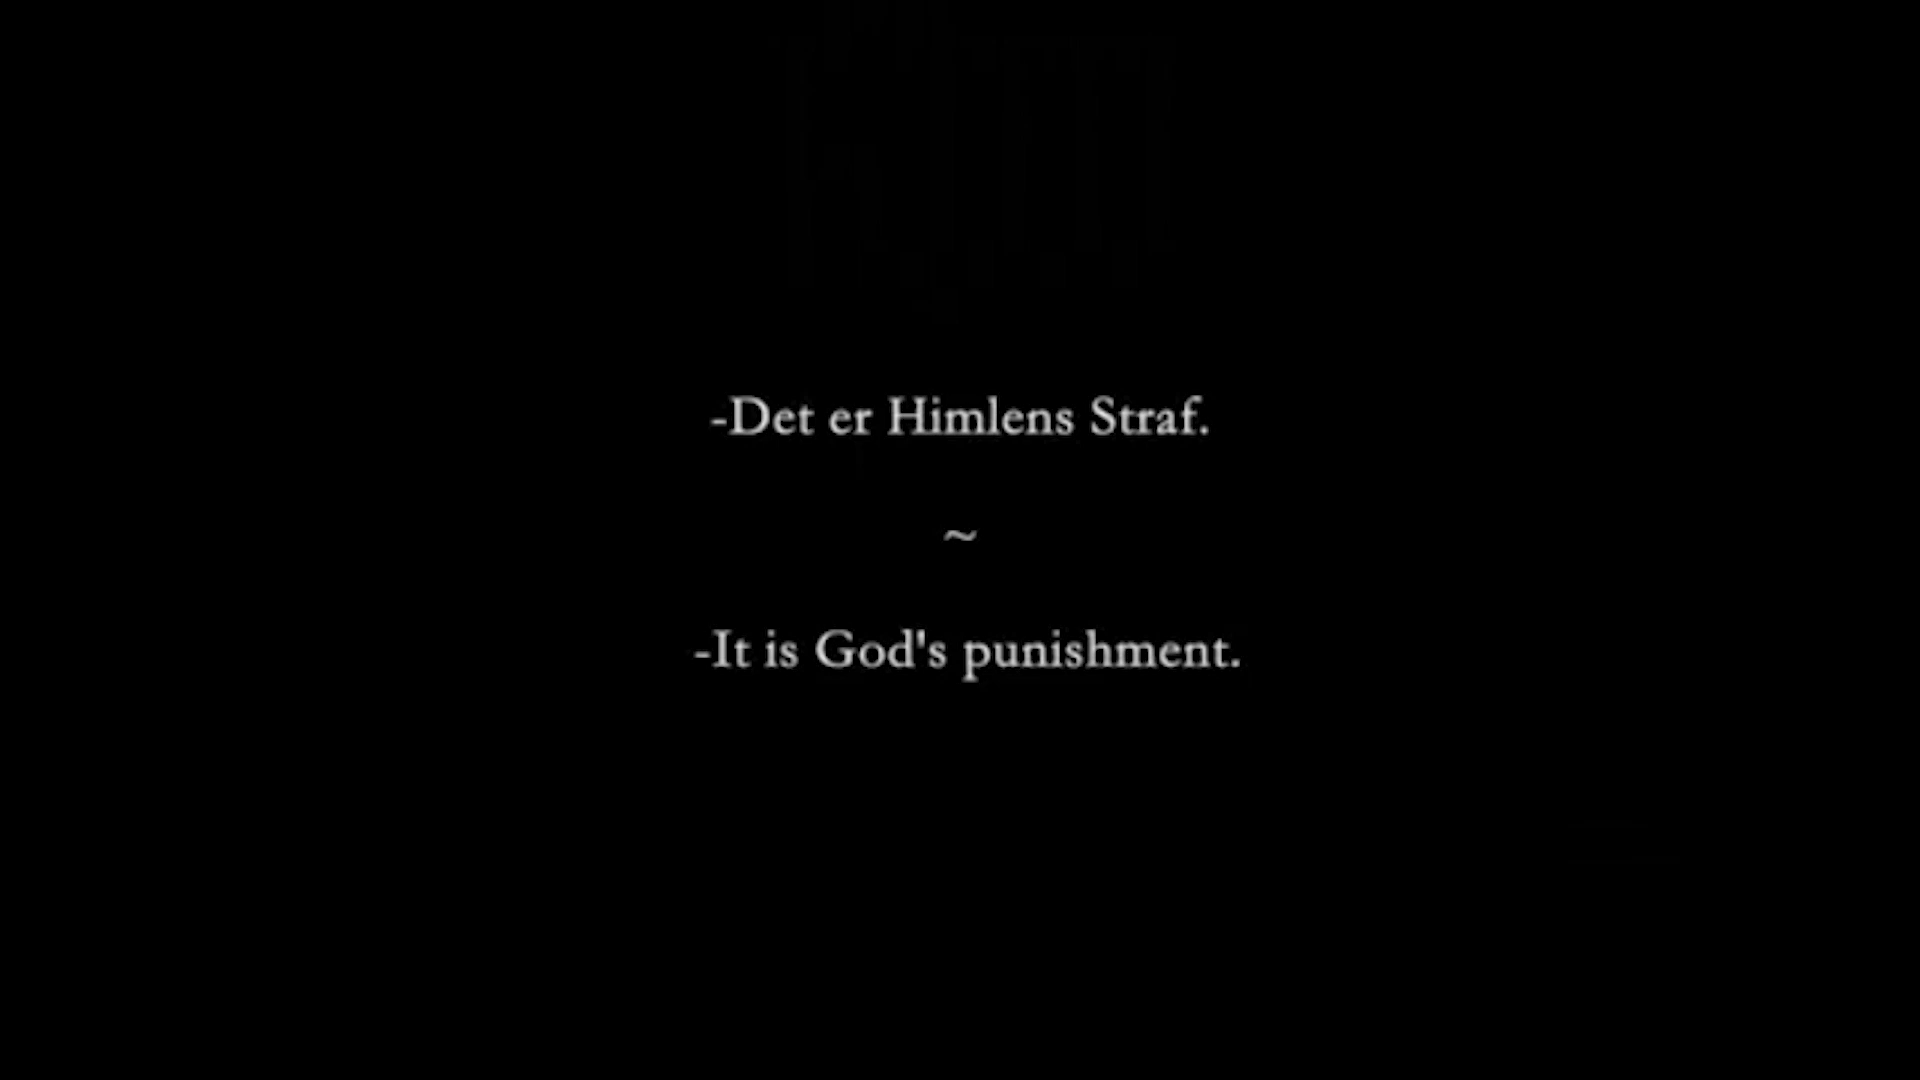 -Det er Himlens Straf.
~
-It is God's punishment.